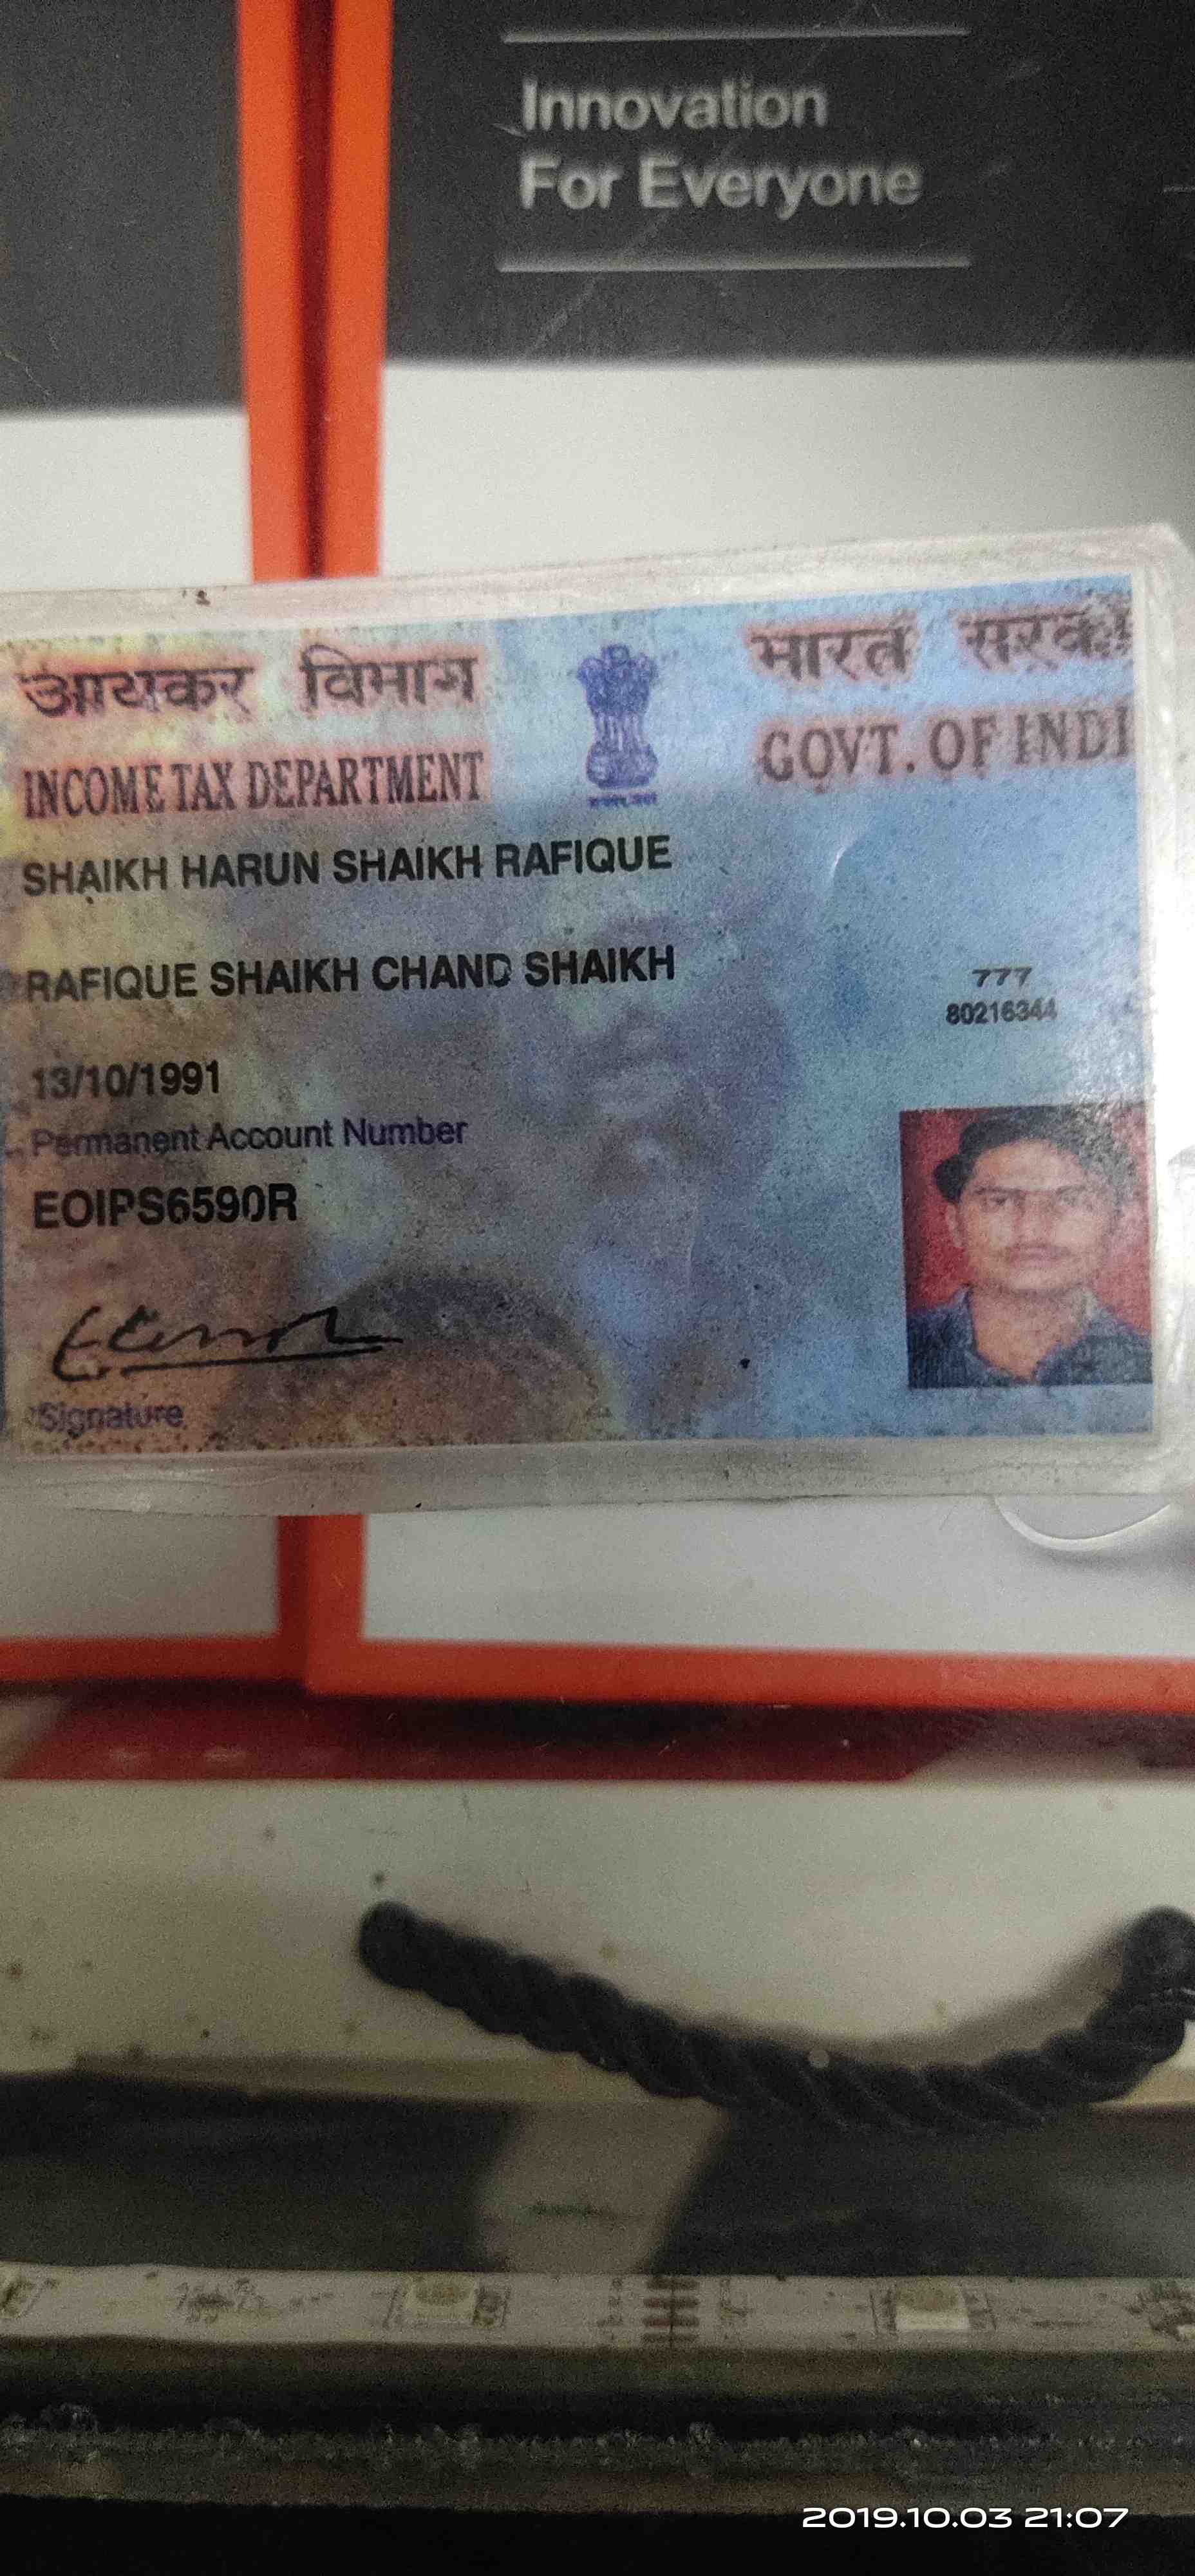 Innovation
For Everyone
आयकर विभाग
INCOME TAX DEPARTMENT
भारत सरका
GOVT. OF INDI
SHAIKH HARUN SHAIKH RAFIQUE
RAFIQUE SHAIKH CHAND SHAIKH
777
80216344
13/10/1991
Permanent Account Number
EOIPS6590R
Signature
2019.10.03 21:07